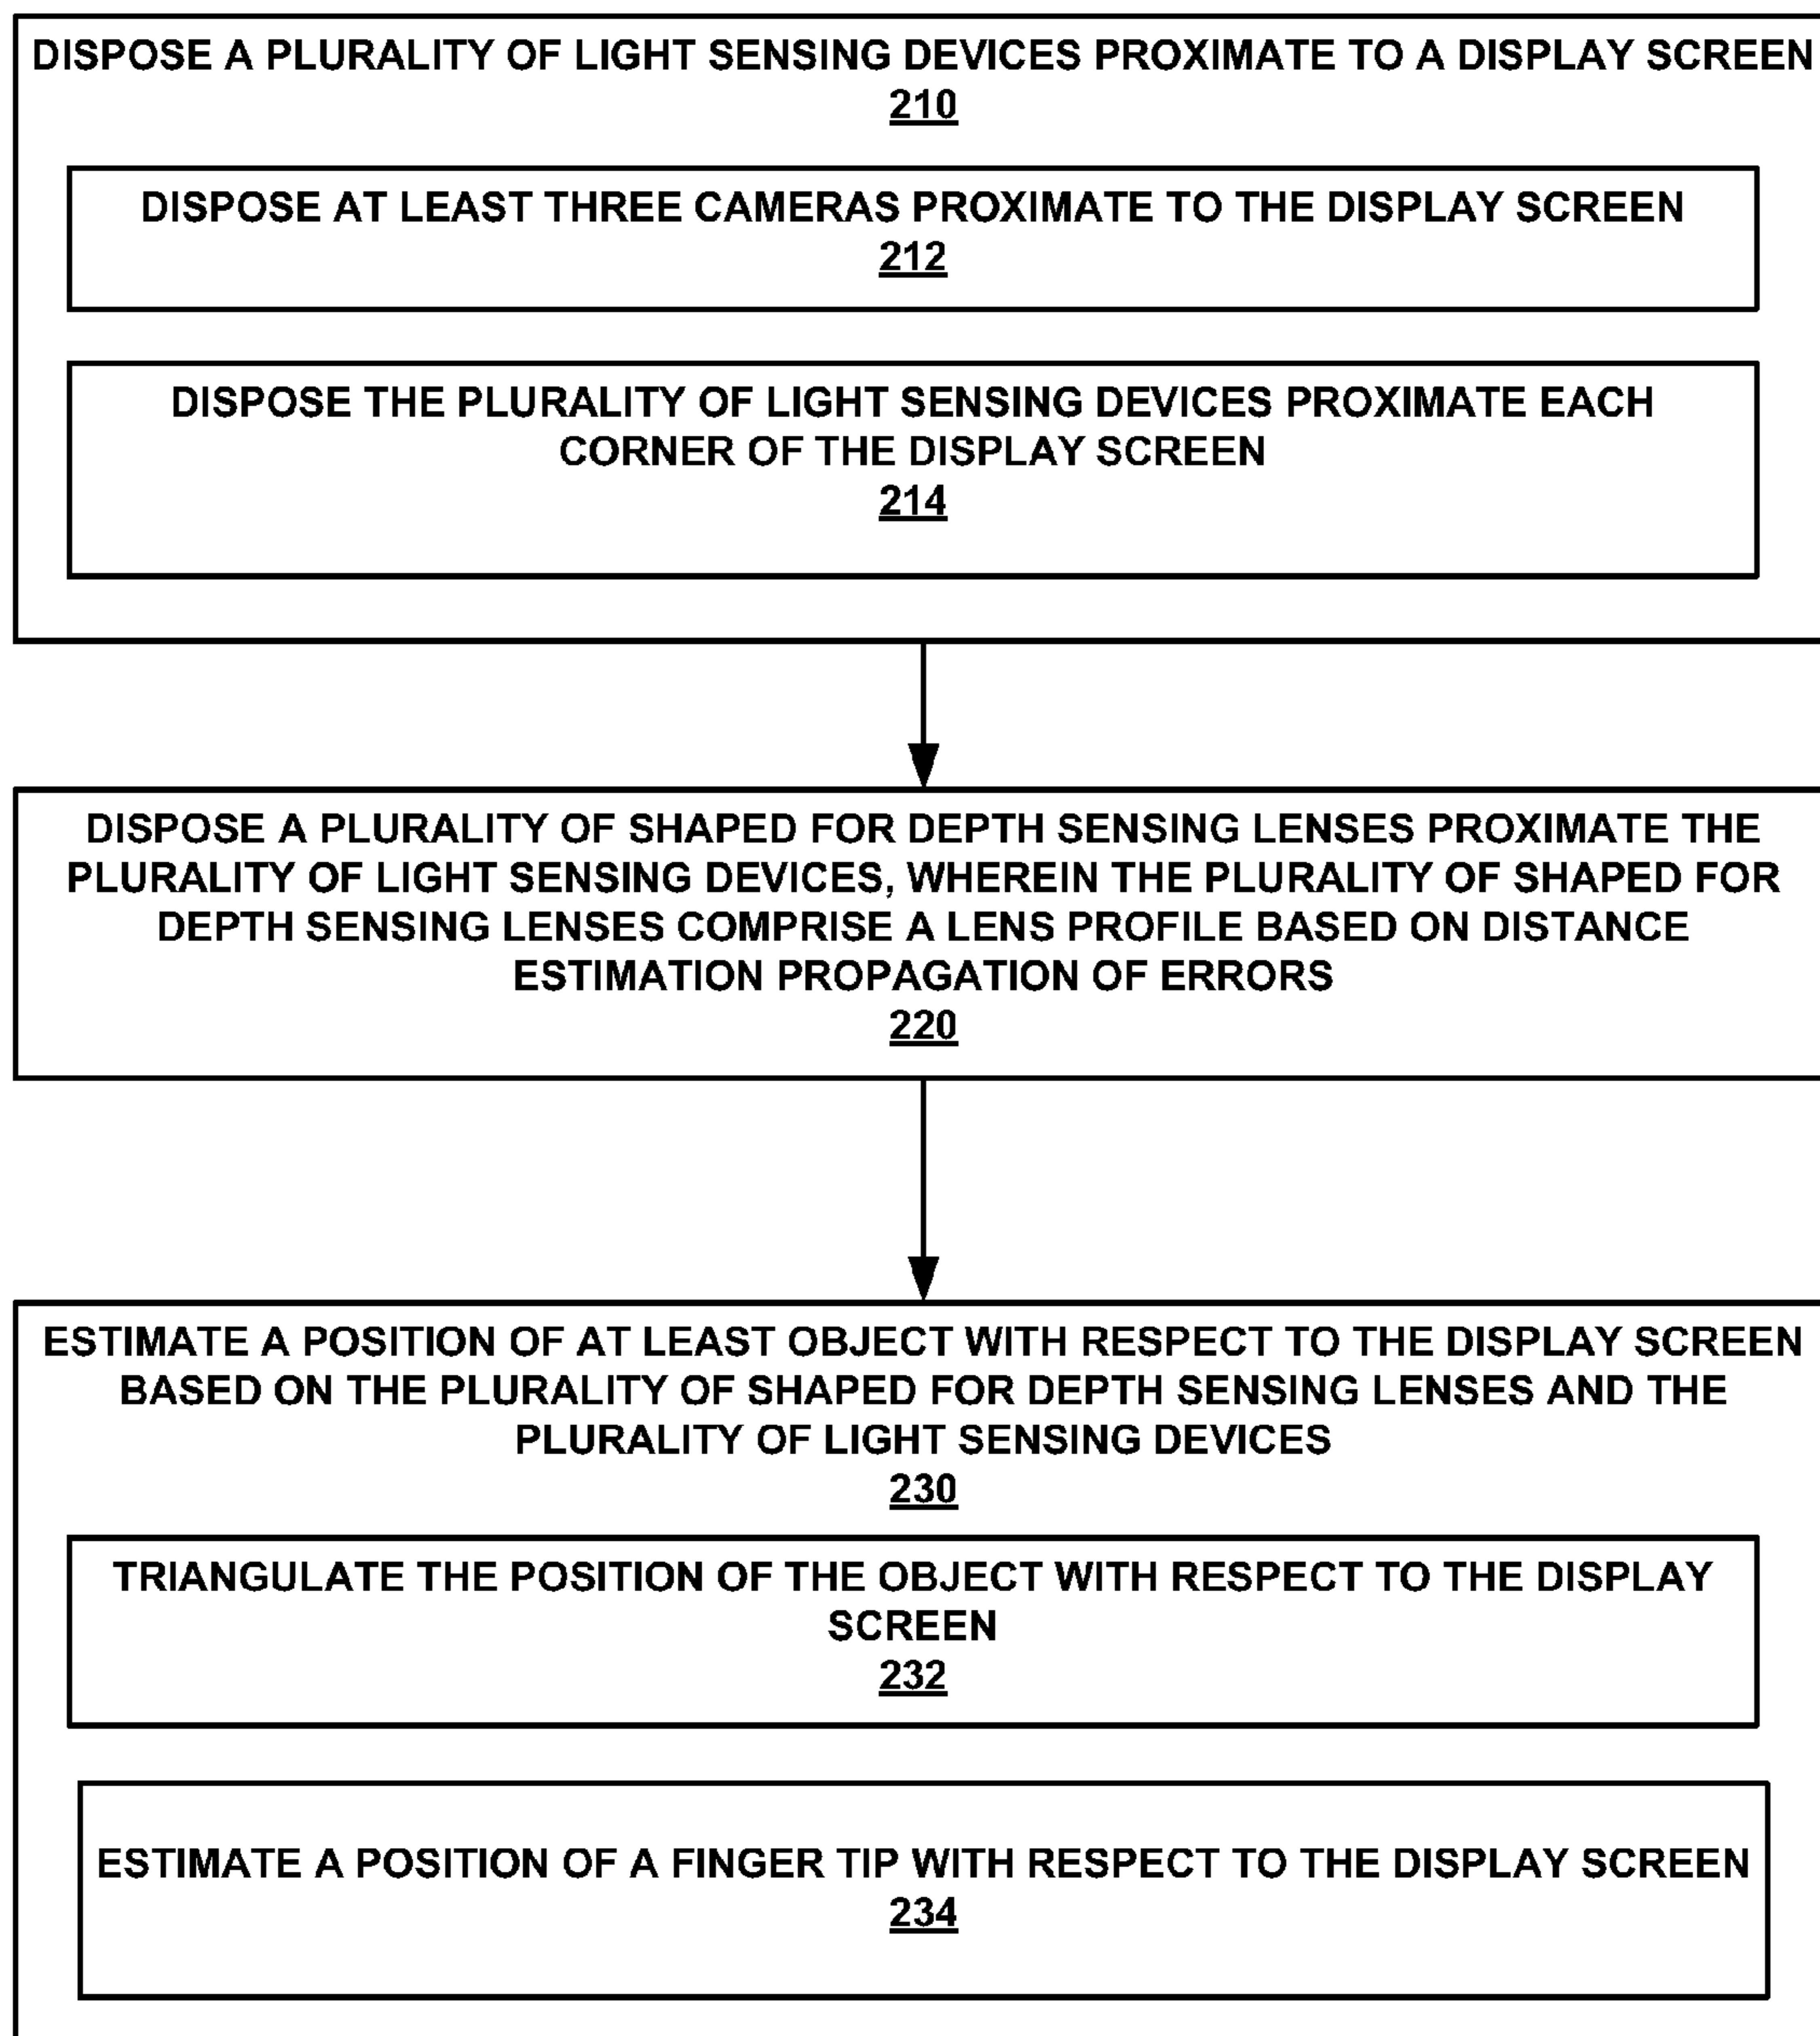 DISPOSE A PLURALITY OF LIGHT SENSING DEVICES PROXIMATE TO A DISPLAY SCREEN
210
DISPOSE AT LEAST THREE CAMERAS PROXIMATE TO THE DISPLAY SCREEN
212
DISPOSE THE PLURALITY OF LIGHT SENSING DEVICES PROXIMATE EACH
CORNER OF THE DISPLAY SCREEN
214
DISPOSE A PLURALITY OF SHAPED FOR DEPTH SENSING LENSES PROXIMATE THE
PLURALITY OF LIGHT SENSING DEVICES, WHEREIN THE PLURALITY OF SHAPED FOR
DEPTH SENSING LENSES COMPRISE A LENS PROFILE BASED ON DISTANCE
ESTIMATION PROPAGATION OF ERRORS
220
ESTIMATE A POSITION OF AT LEAST OBJECT WITH RESPECT TO THE DISPLAY SCREEN
BASED ON THE PLURALITY OF SHAPED FOR DEPTH SENSING LENSES AND THE
PLURALITY OF LIGHT SENSING DEVICES
230
TRIANGULATE THE POSITION OF THE OBJECT WITH RESPECT TO THE DISPLAY
SCREEN
232
ESTIMATE A POSITION OF A FINGER TIP WITH RESPECT TO THE DISPLAY SCREEN
234